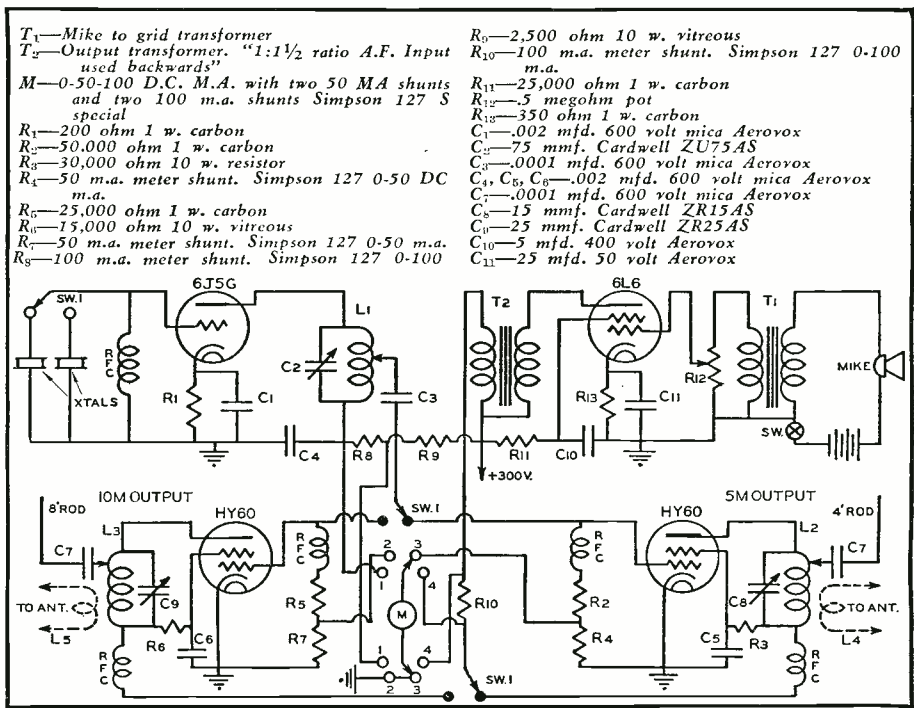 T₁—Mike to grid transformer
T₂—Output transformer. "1:1½ ratio A.F. Input
used backwards"
M—0-50-100 D.C. M.A. with two 50 MA shunts
and two 100 m.a. shunts Simpson 127 S
special
R₁—200 ohm 1 w. carbon
R₂—50.000 ohm 1 w. carbon
R₃—30,000 ohm 10 w. resistor
R₄—50 m.a. meter shunt. Simpson 127 0-50 DC
m.a.
R₅—25,000 ohm 1 w. carbon
R₆—15,000 ohm 10 w. vitreous
R₇—50 m.a. meter shunt. Simpson 127 0-50 m.a.
R₈—100 m.a. meter shunt. Simpson 127 0-100
R₉—2,500 ohm 10 w. vitreous
R₁₀—100 m.a. meter shunt. Simpson 127 0-100
m.a.
R₁₁—25,000 ohm 1 w. carbon
R₁₂—.5 megohm pot
R₁₃—350 ohm 1 w. carbon
C₁—.002 mfd. 600 volt mica Aerovox
C₂—75 mmf. Cardwell ZU75AS
C₃—.0001 mfd. 600 volt mica Aerovox
C₄, C₅, C₆—.002 mfd. 600 volt mica Aerovox
C₇—.0001 mfd. 600 volt mica Aerovox
C₈—15 mmf. Cardwell ZR15AS
C₉—25 mmf. Cardwell ZR25AS
C₁₀—5 mfd. 400 volt Aerovox
C₁₁—25 mfd. 50 volt Aerovox
SW.1
6J5G
L1
T2
6L6
T1
RFC
C2
XTALS
R1
C1
C3
R13
C11
R12
MIKE
SW.
C4
R8
R9
R11
C10
+300V.
10M OUTPUT
SW.1
5M OUTPUT
8' ROD
L3
HY60
HY60
L2
4' ROD
C7
RFC
2
3
RFC
C7
1
4
C9
R5
M
R10
R2
C8
TO ANT.
TO ANT.
L5
R6
C6
R7
R4
C5
R3
L4
RFC
1
4
2
3
SW.1
RFC